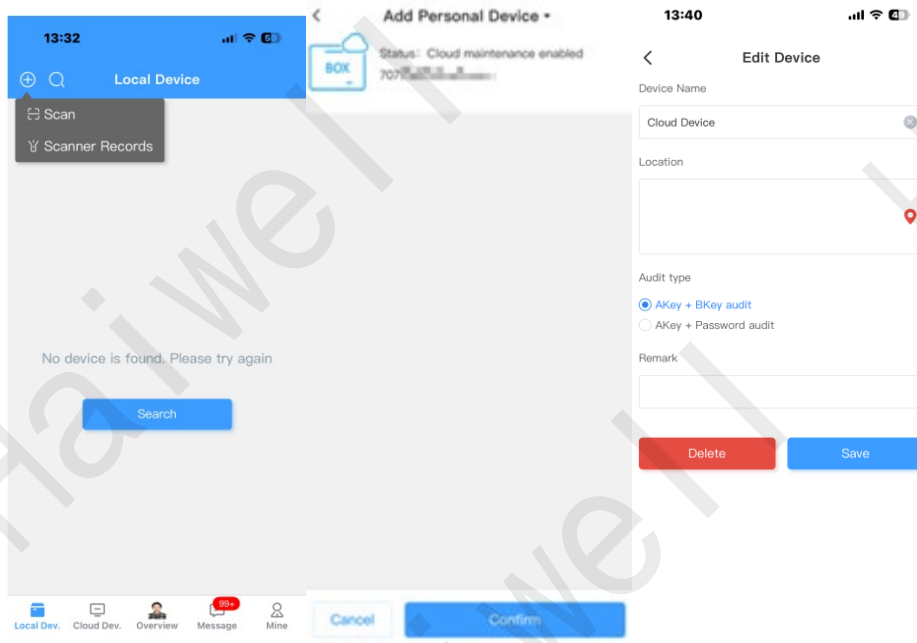 13:32
Local Device
Scan
Scanner Records
No device is found. Please try again
Search
Local Dev.
Cloud Dev.
Overview
99+
Message
Mine
Add Personal Device
BOX
Status: Cloud maintenance enabled
707
Cancel
Confirm
13:40
Edit Device
Device Name
Cloud Device
Location
Audit type
AKey + BKey audit
AKey + Password audit
Remark
Delete
Save
Haiwell